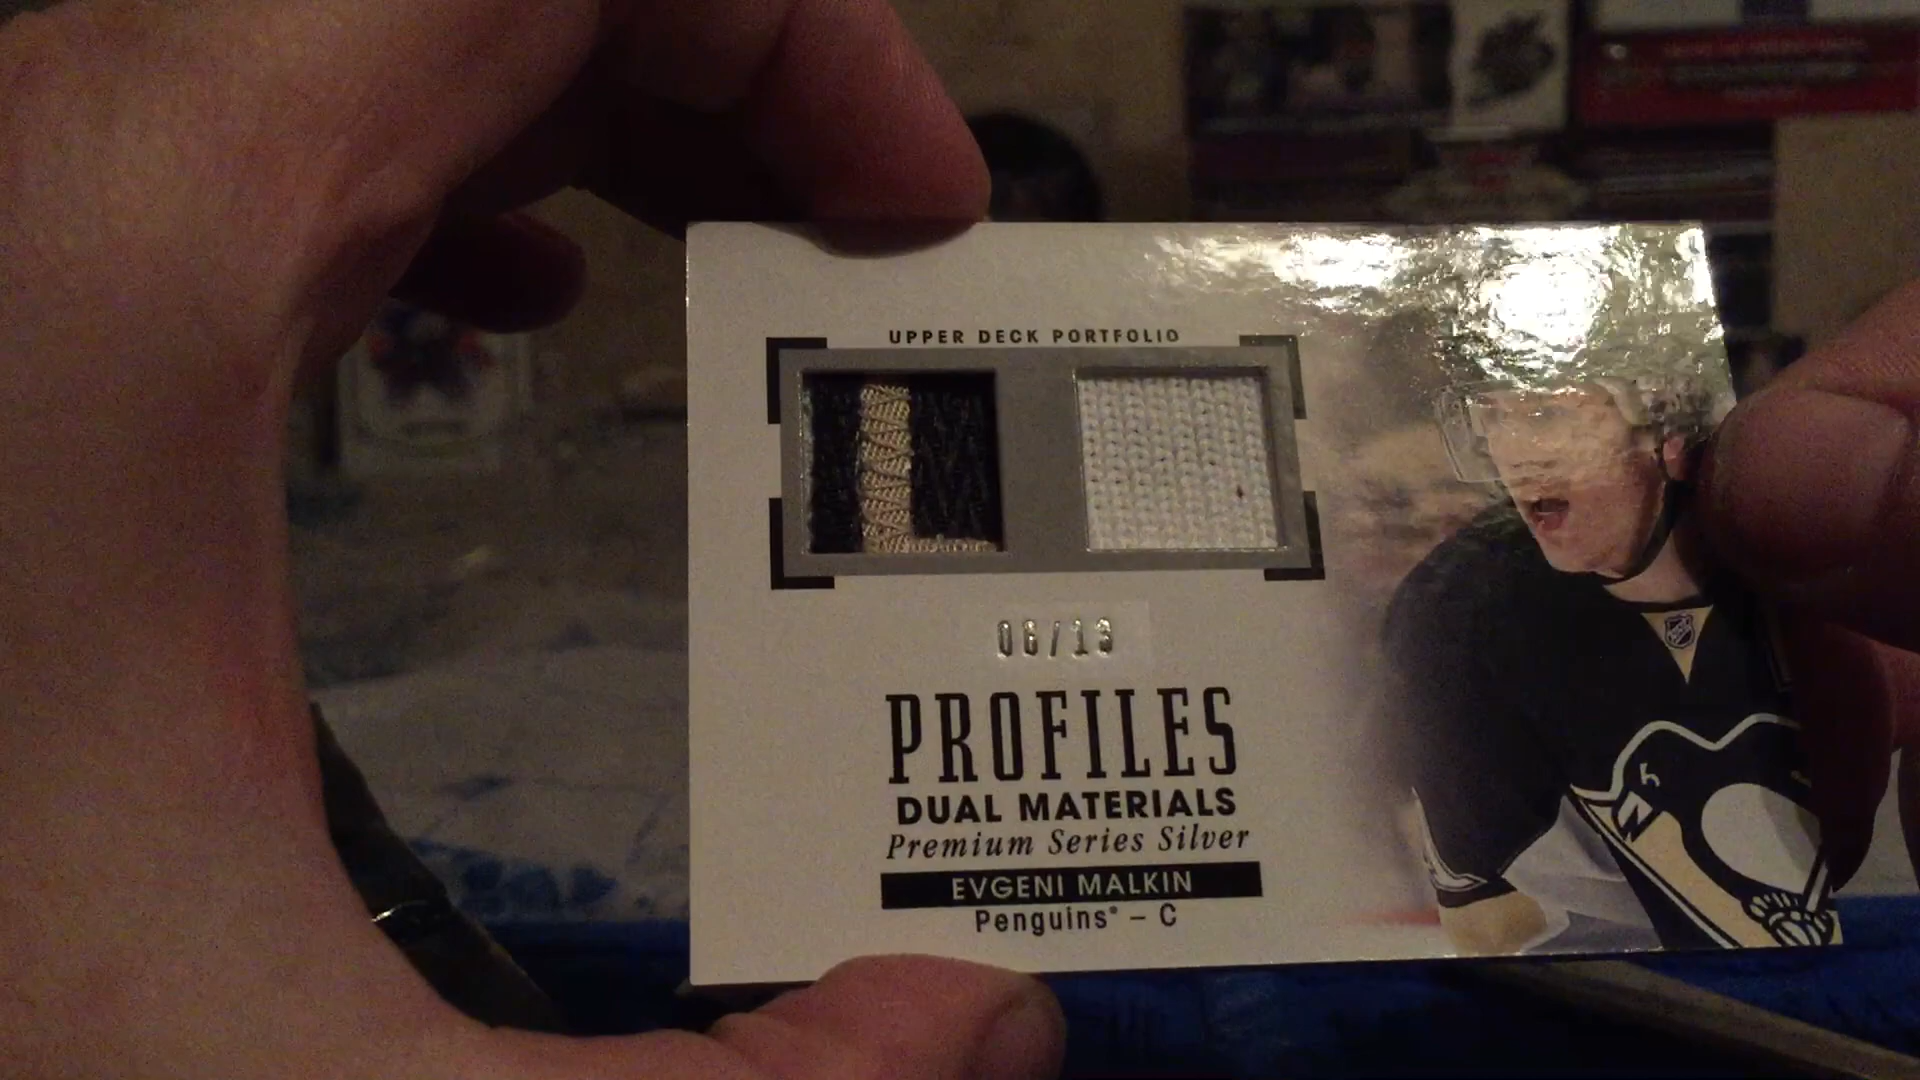 UPPER DECK PORTFOLIO
06/13
PROFILES
DUAL MATERIALS
Premium Series Silver
EVGENI MALKIN
Penguins® – C